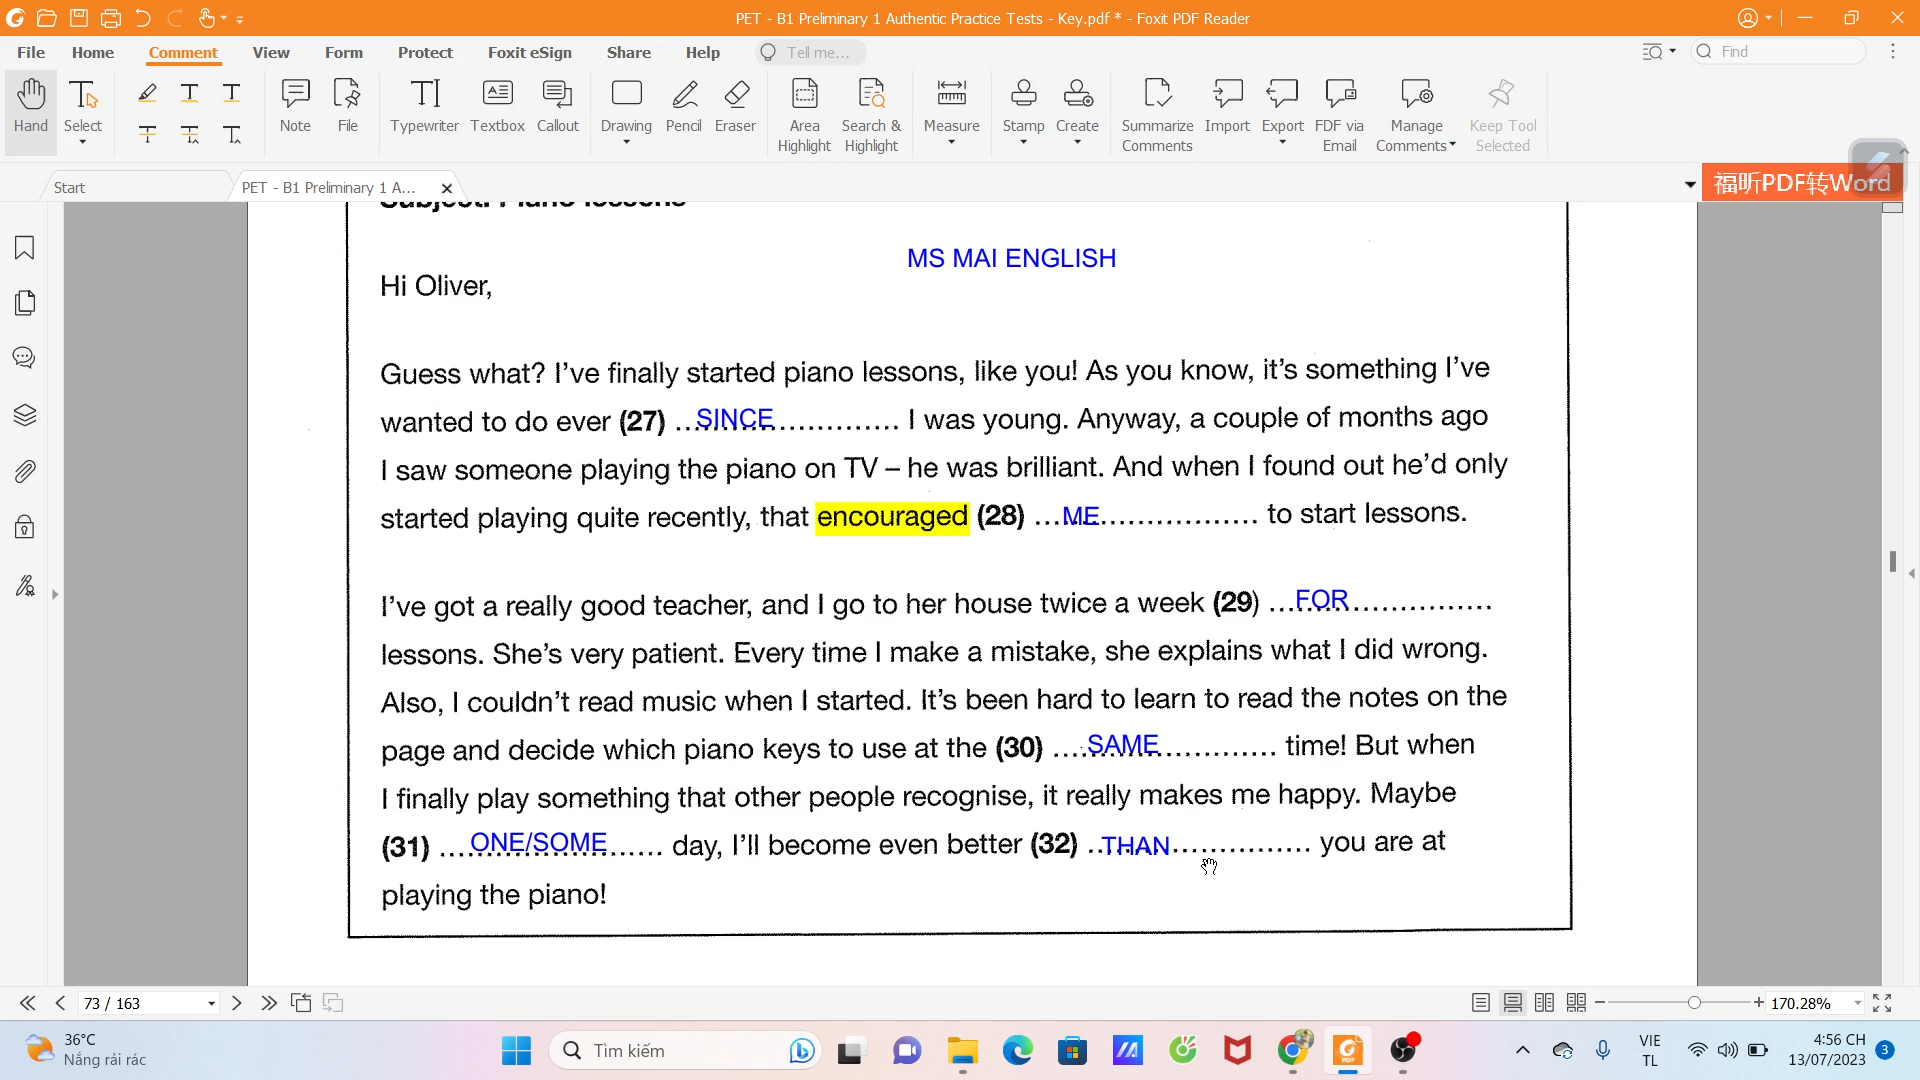 PET - B1 Preliminary 1 Authentic Practice Tests - Key.pdf * - Foxit PDF Reader
File Home Comment View Form Protect Foxit eSign Share Help Tell me... Find
Hand Select Note File Typewriter Textbox Callout Drawing Pencil Eraser Area Highlight Search & Highlight Measure Stamp Create Summarize Comments Import Export FDF via Email Manage Comments Keep Tool Selected
Start PET - B1 Preliminary 1 A... 福昕PDF转Word
Subject: Piano lessons
MS MAI ENGLISH
Hi Oliver,
Guess what? I've finally started piano lessons, like you! As you know, it's something I've
wanted to do ever (27) ...SINCE............. I was young. Anyway, a couple of months ago
I saw someone playing the piano on TV – he was brilliant. And when I found out he'd only
started playing quite recently, that encouraged (28) ...ME................ to start lessons.
I've got a really good teacher, and I go to her house twice a week (29) ...FOR...............
lessons. She's very patient. Every time I make a mistake, she explains what I did wrong.
Also, I couldn't read music when I started. It's been hard to learn to read the notes on the
page and decide which piano keys to use at the (30) ....SAME............. time! But when
I finally play something that other people recognise, it really makes me happy. Maybe
(31) ....ONE/SOME...... day, I'll become even better (32) ..THAN.............. you are at
playing the piano!
73 / 163 170.28%
36°C
Nắng rải rác
Tìm kiếm
VIE
TL
4:56 CH
13/07/2023
3